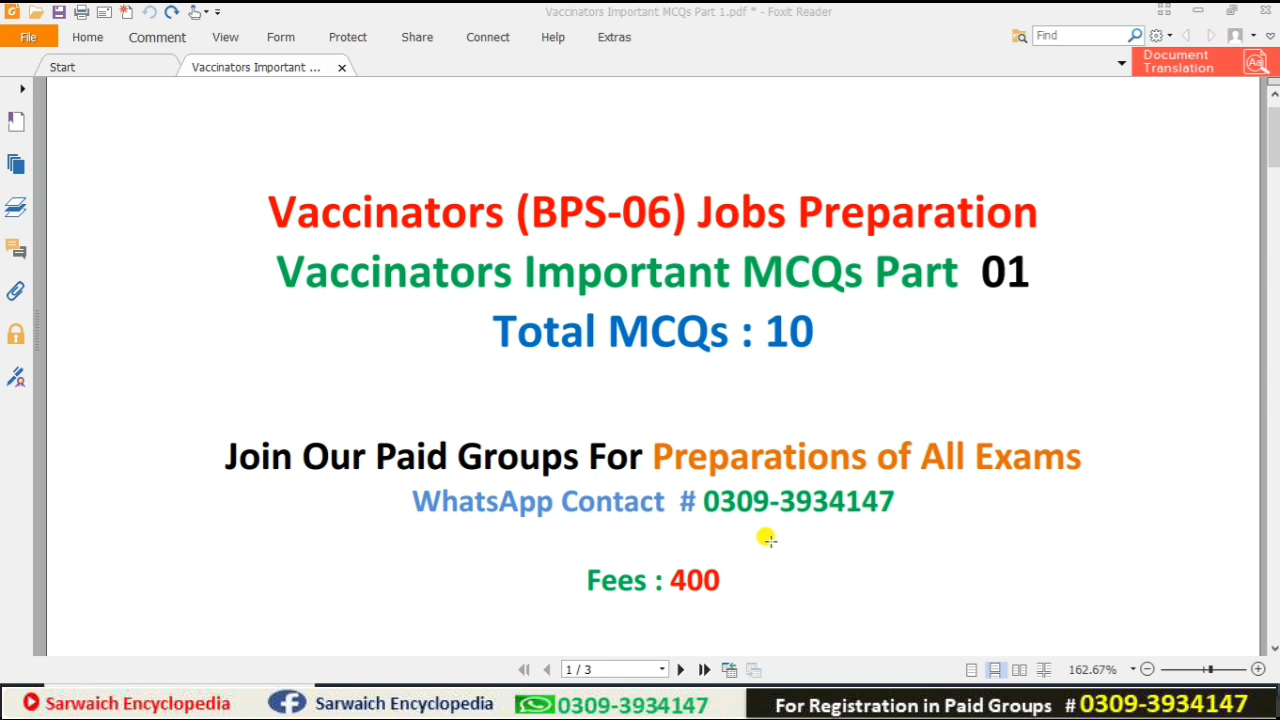 Vaccinators Important MCQs Part 1.pdf * - Foxit Reader
File Home Comment View Form Protect Share Connect Help Extras Find
Start Vaccinators Important ... Document
Translation
Vaccinators (BPS-06) Jobs Preparation
Vaccinators Important MCQs Part 01
Total MCQs : 10
Join Our Paid Groups For Preparations of All Exams
WhatsApp Contact # 0309-3934147
Fees : 400
1 / 3 162.67%
Sarwaich Encyclopedia Sarwaich Encyclopedia 0309-3934147 For Registration in Paid Groups # 0309-3934147